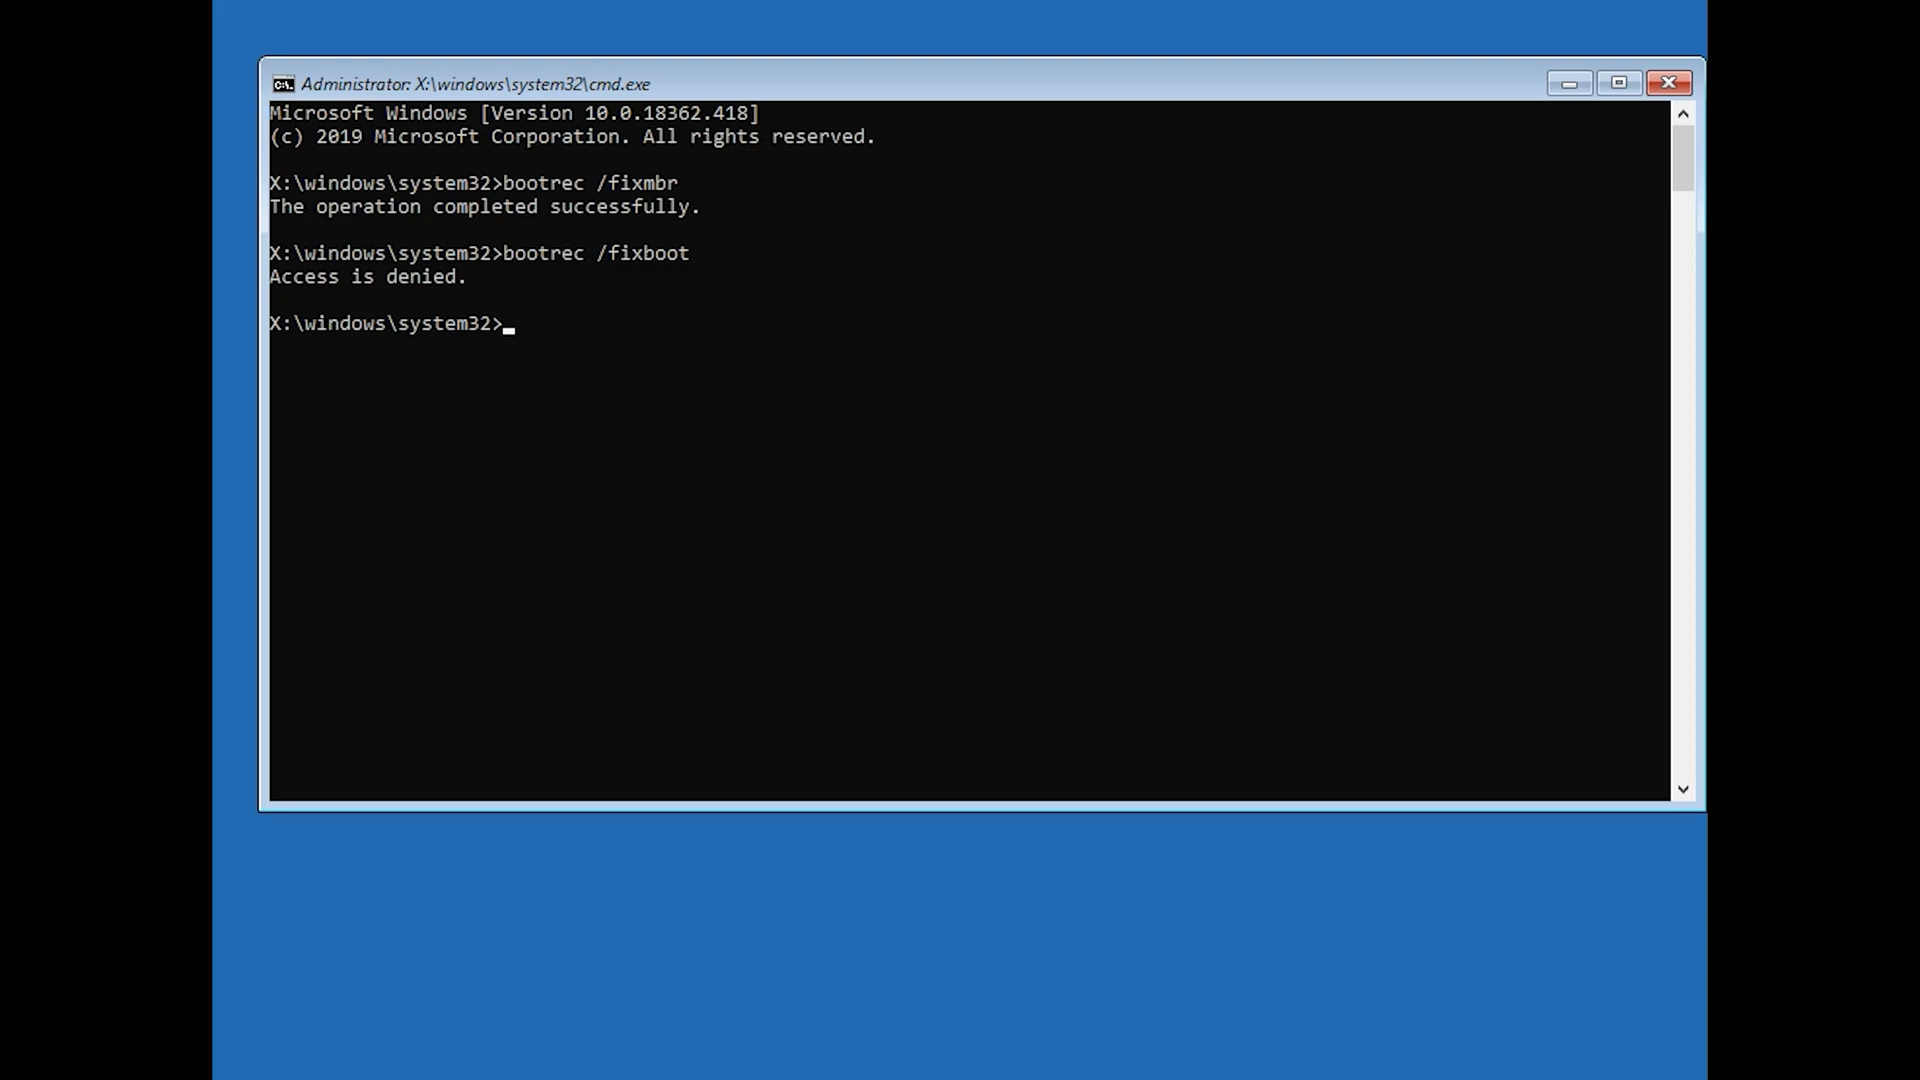 Administrator: X:\windows\system32\cmd.exe
Microsoft Windows [Version 10.0.18362.418]
(c) 2019 Microsoft Corporation. All rights reserved.
X:\windows\system32>bootrec /fixmbr
The operation completed successfully.
X:\windows\system32>bootrec /fixboot
Access is denied.
X:\windows\system32>